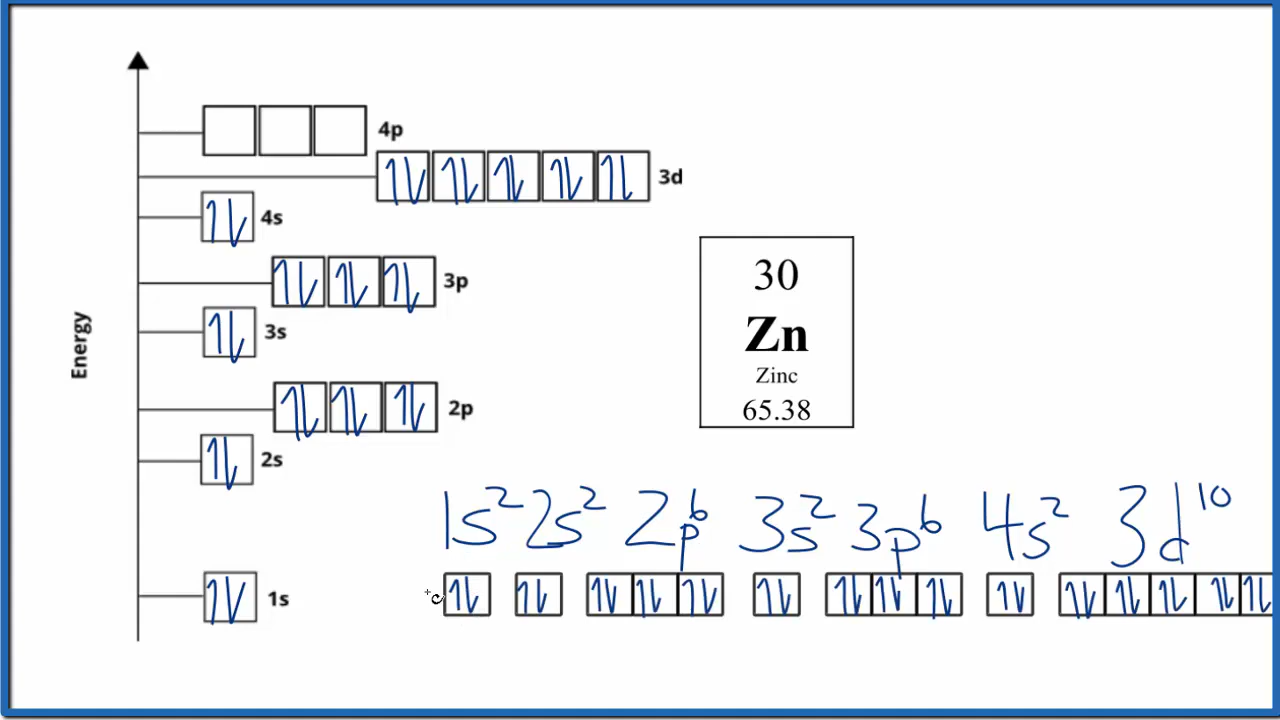 4p
3d
4s
3p
3s
2p
2s
1s
Energy
30
Zn
Zinc
65.38
1s² 2s² 2p⁶ 3s² 3p⁶ 4s² 3d¹⁰